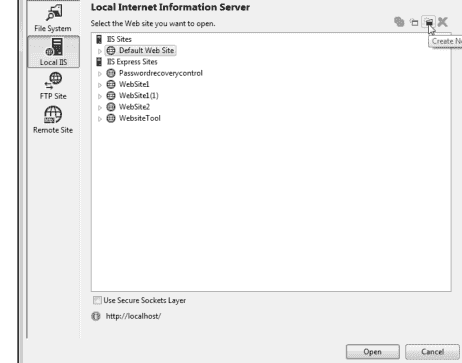 Local Internet Information Server
Select the Web site you want to open.
Create Ne
File System
Local IIS
FTP Site
Remote Site
IIS Sites
Default Web Site
IIS Express Sites
Passwordrecoverycontrol
WebSite1
WebSite1(1)
WebSite2
WebsiteTool
Use Secure Sockets Layer
http://localhost/
Open
Cancel